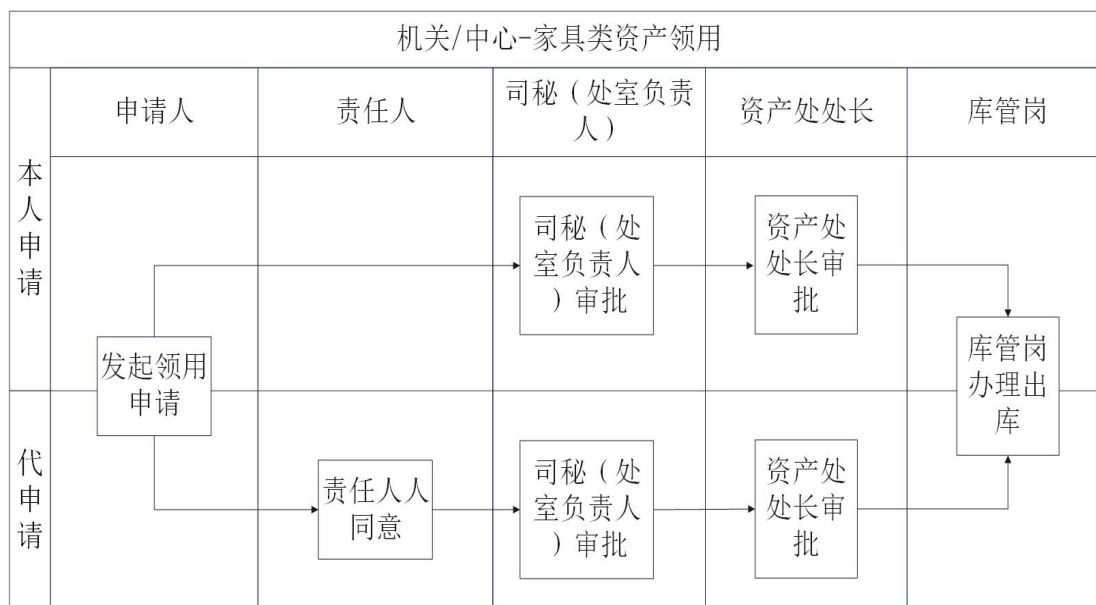 机关/中心-家具类资产领用
申请人
责任人
司秘（处室负责
人）
资产处处长
库管岗
本
人
申
请
司秘（处
室负责人
）审批
资产处
处长审
批
发起领用
申请
库管岗
办理出
库
代
申
请
责任人人
同意
司秘（处
室负责人
）审批
资产处
处长审
批